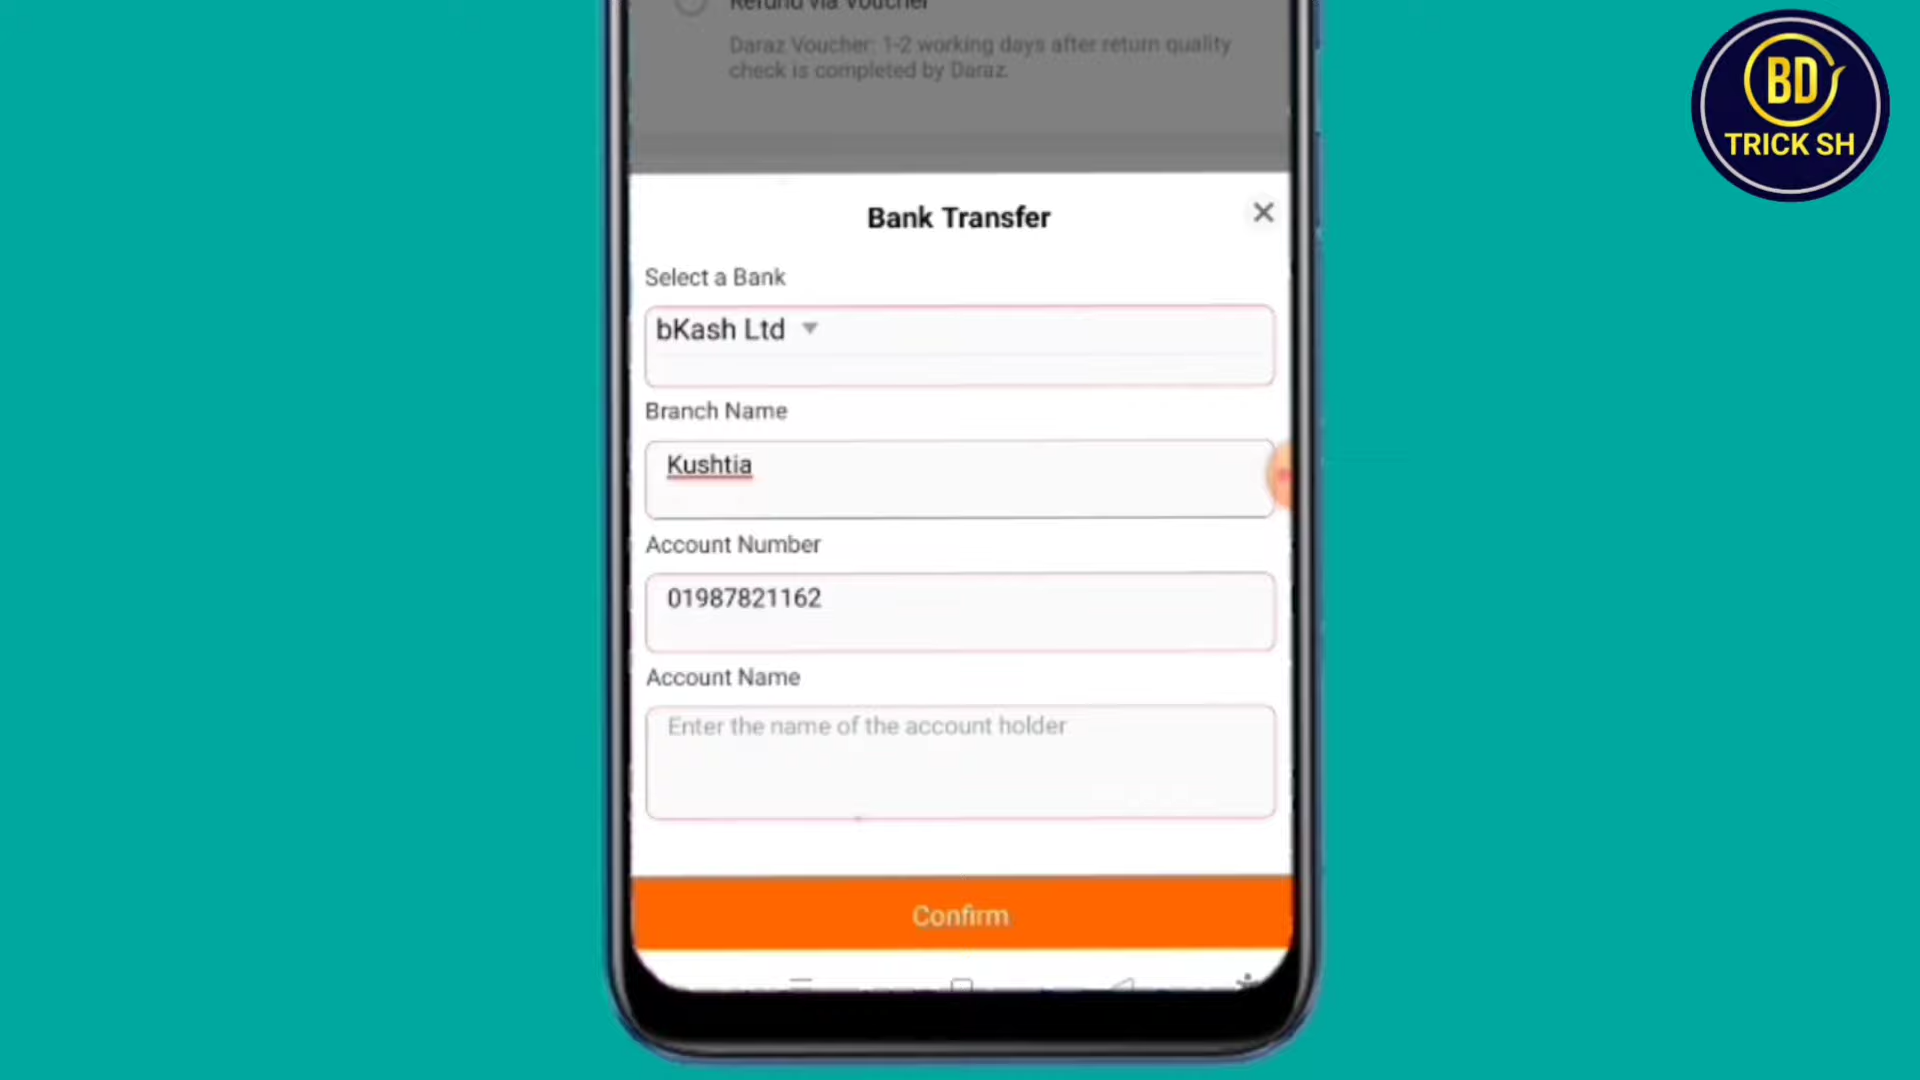 Refund via Voucher
Daraz Voucher: 1-2 working days after return quality
check is completed by Daraz.
BD
TRICK SH
Bank Transfer
Select a Bank
bKash Ltd
Branch Name
Kushtia
Account Number
01987821162
Account Name
Enter the name of the account holder
Confirm